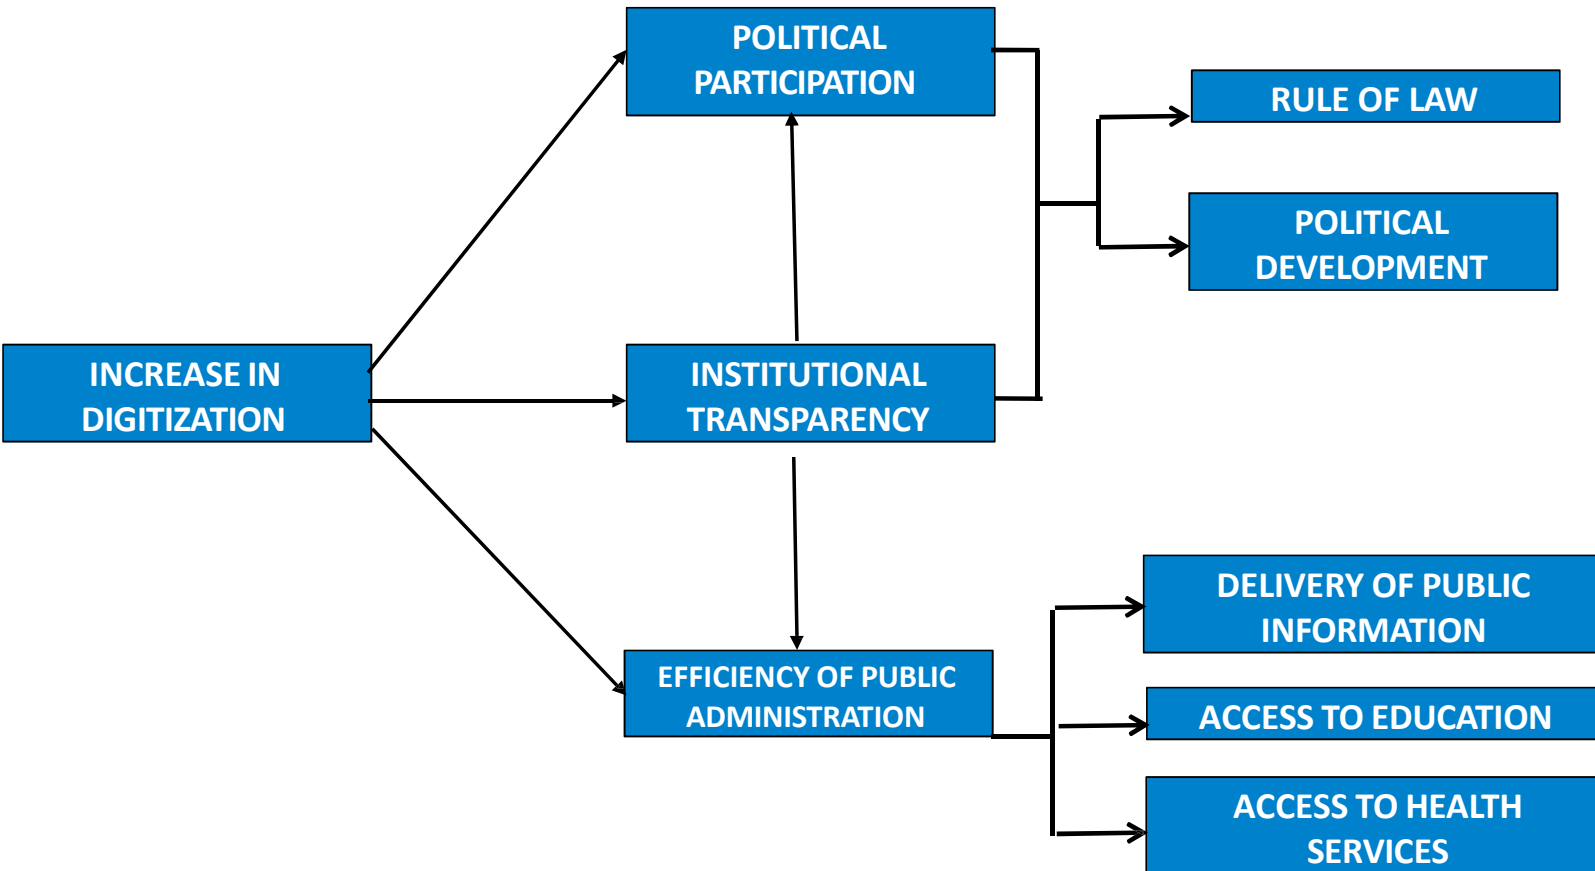 POLITICAL
PARTICIPATION
RULE OF LAW
POLITICAL
DEVELOPMENT
INCREASE IN
DIGITIZATION
INSTITUTIONAL
TRANSPARENCY
DELIVERY OF PUBLIC
INFORMATION
EFFICIENCY OF PUBLIC
ADMINISTRATION
ACCESS TO EDUCATION
ACCESS TO HEALTH
SERVICES